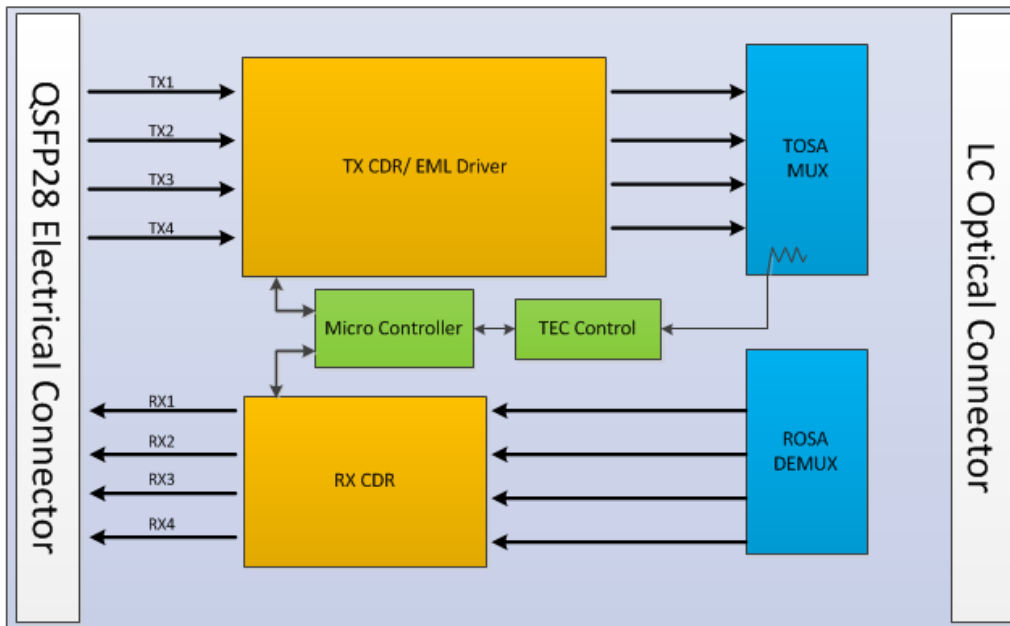 QSFP28 Electrical Connector
TX1
TX2
TX3
TX4
TX CDR/ EML Driver
TOSA
MUX
LC Optical Connector
Micro Controller
TEC Control
RX1
RX2
RX3
RX4
RX CDR
ROSA
DEMUX